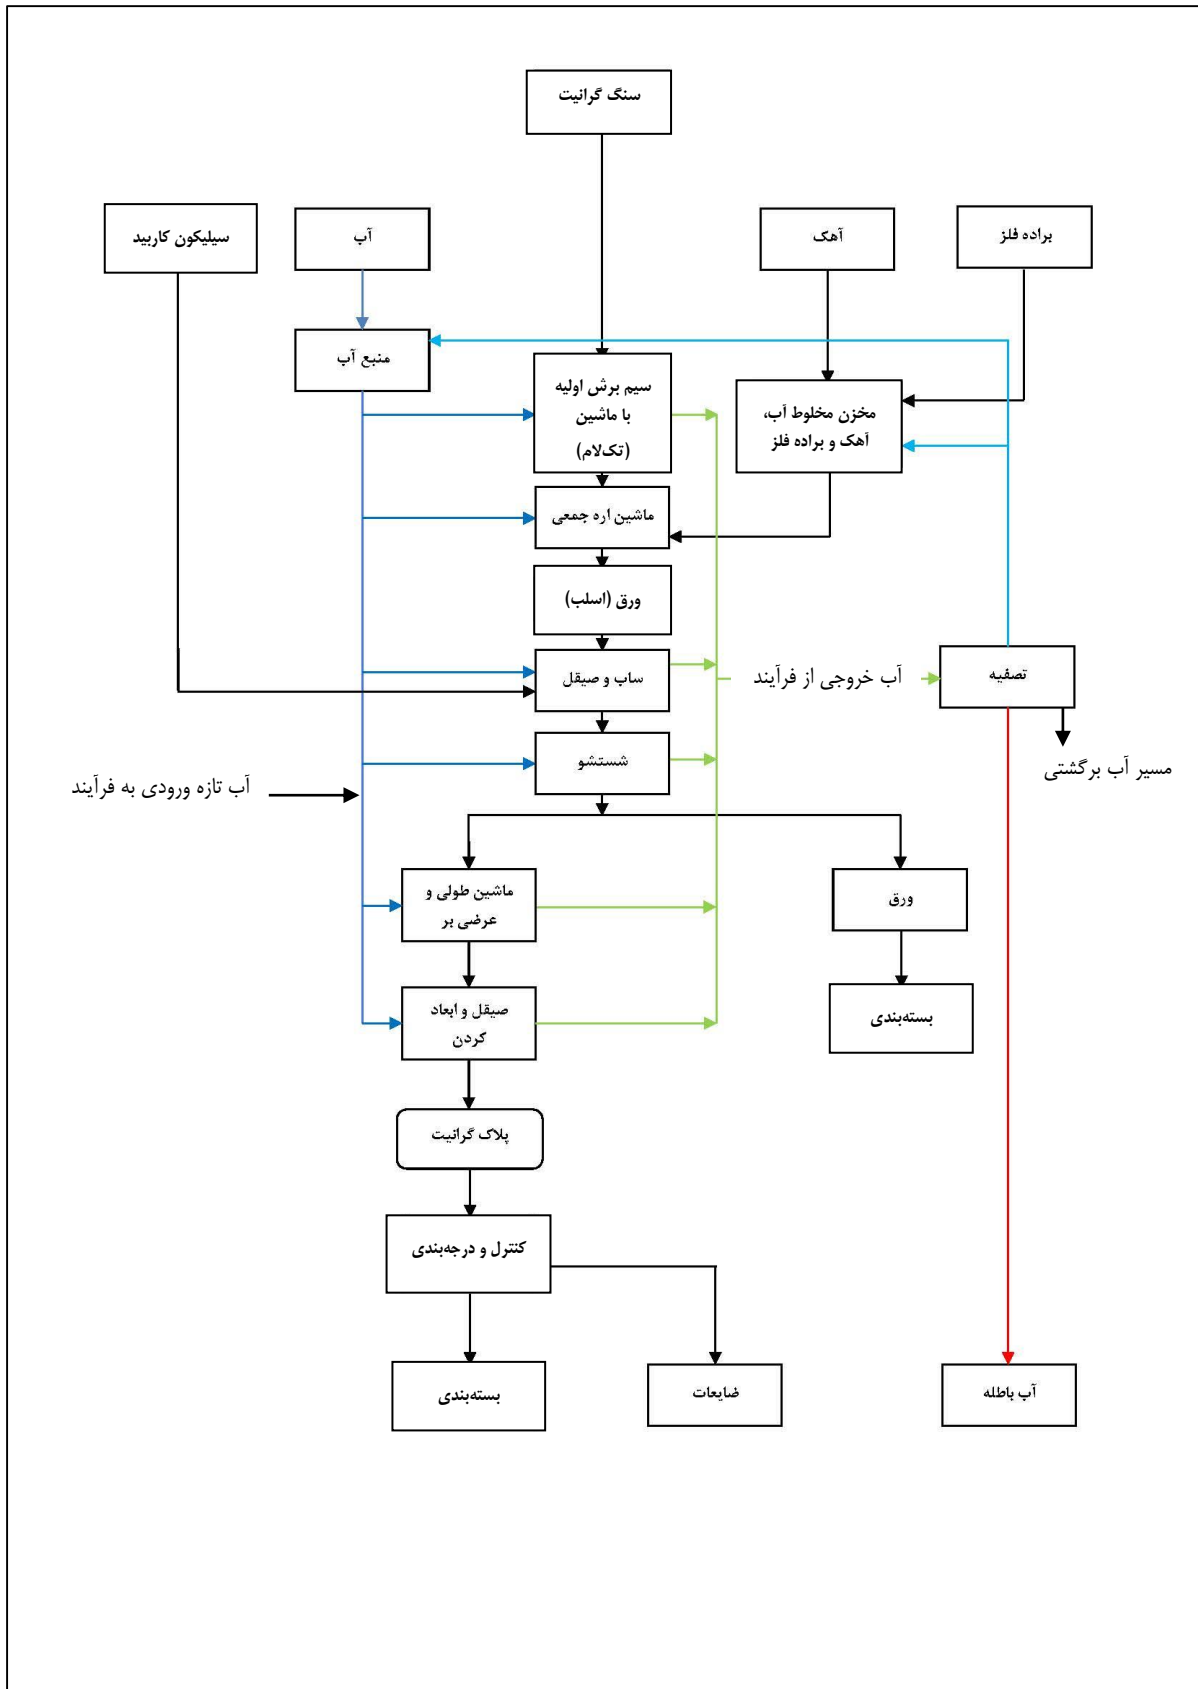 سنگ گرانیت
براده فلز
آهک
آب
سیلیکون کاربید
منبع آب
سیم برش اولیه
با ماشین
(تک‌لام)
مخزن مخلوط آب،
آهک و براده فلز
ماشین اره جمعی
ورق (اسلب)
ساب و صیقل
آب خروجی از فرآیند
تصفیه
شستشو
مسیر آب برگشتی
آب تازه ورودی به فرآیند
ماشین طولی و
عرضی بر
ورق
صیقل و ابعاد
کردن
بسته‌بندی
پلاک گرانیت
کنترل و درجه‌بندی
بسته‌بندی
ضایعات
آب باطله